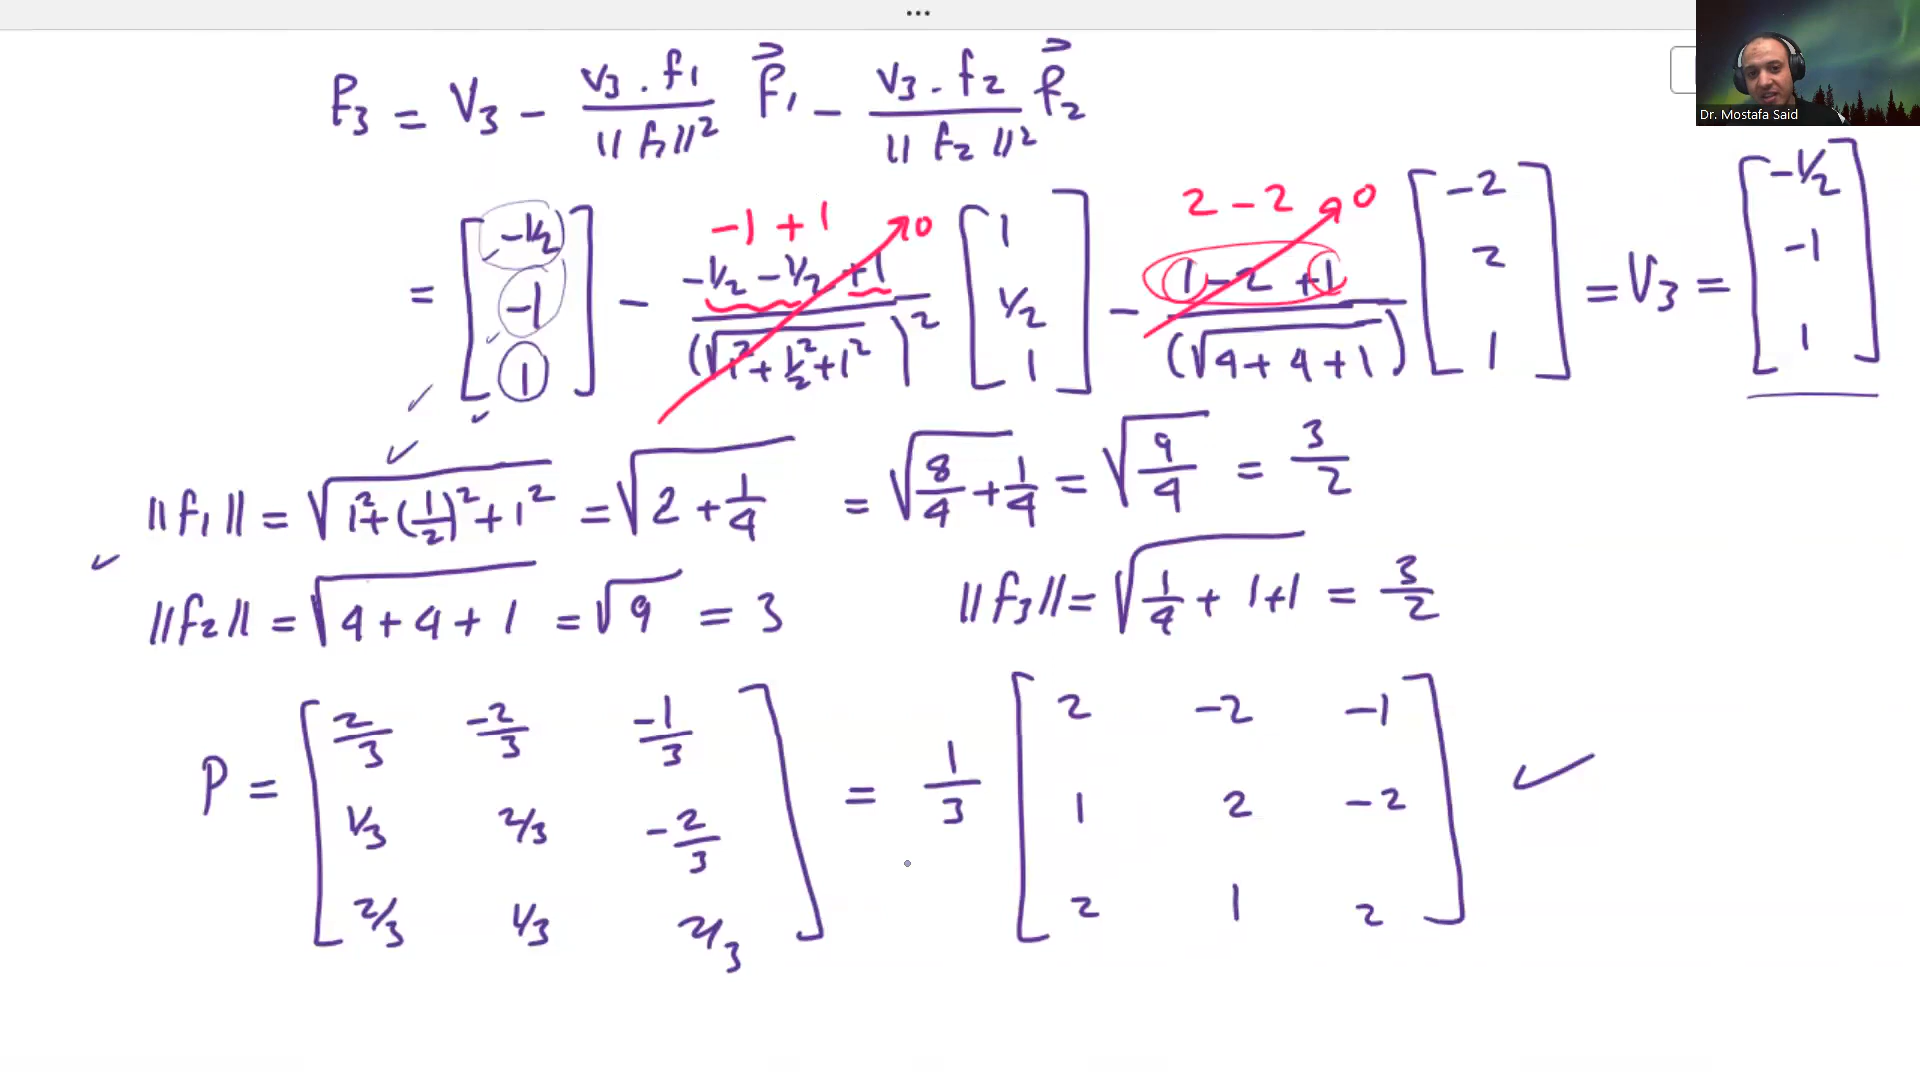 f₃ = V₃ − (V₃ . f₁)/(||f₁||²) f₁⃗ − (V₃ . f₂)/(||f₂||²) f₂⃗
Dr. Mostafa Said
−1 + 1 → 0
2 − 2 → 0
= [−½ −1 1] − (−½ −½ +1)/(√(1² + ½² + 1²))² [1 ½ 1] − (1 − 2 + 1)/(√(4 + 4 + 1)) [−2 2 1] = V₃ = [−½ −1 1]
||f₁|| = √(1² + (1/2)² + 1²) = √(2 + 1/4) = √(8/4 + 1/4) = √(9/4) = 3/2
||f₂|| = √(4 + 4 + 1) = √9 = 3
||f₃|| = √(1/4 + 1 + 1) = 3/2
P = [2/3 −2/3 −1/3
1/3 2/3 −2/3
2/3 1/3 2/3]
= 1/3 [2 −2 −1
1 2 −2
2 1 2] ✓